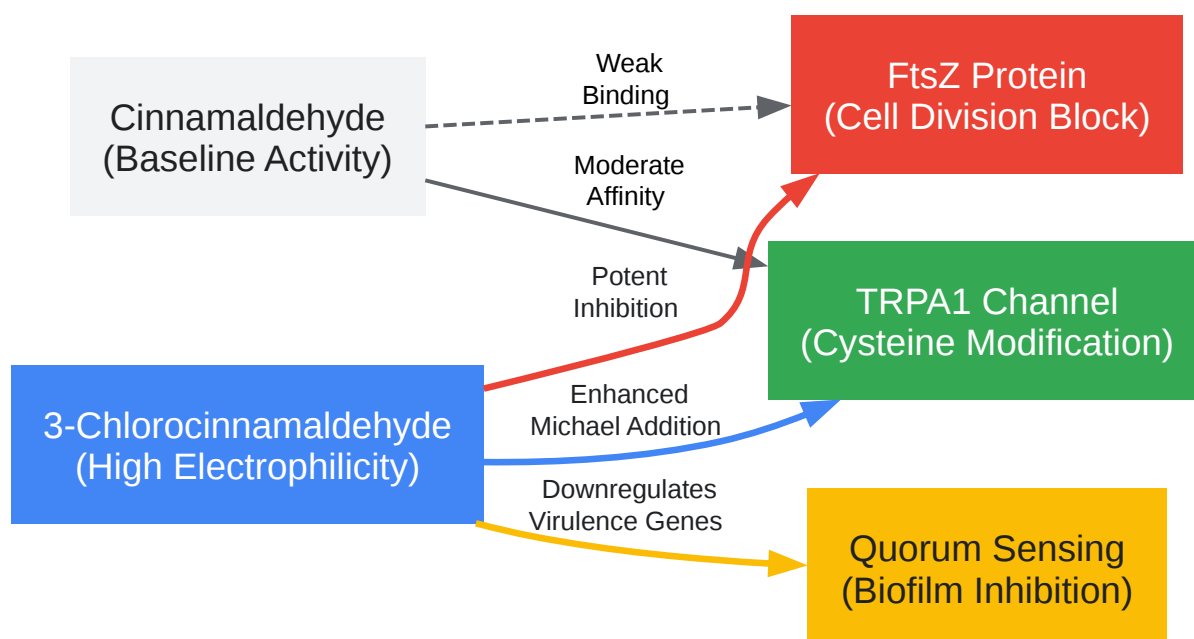 Cinnamaldehyde
(Baseline Activity)
Weak
Binding
FtsZ Protein
(Cell Division Block)
Moderate
Affinity
Potent
Inhibition
TRPA1 Channel
(Cysteine Modification)
3-Chlorocinnamaldehyde
(High Electrophilicity)
Enhanced
Michael Addition
Downregulates
Virulence Genes
Quorum Sensing
(Biofilm Inhibition)